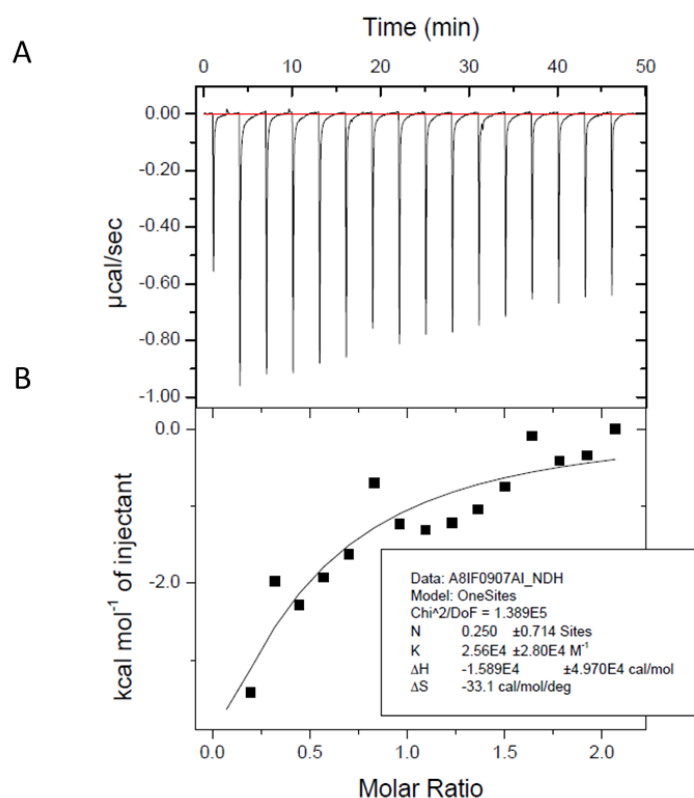 Time (min)
A
0 10 20 30 40 50
0.00
-0.20
-0.40
-0.60
-0.80
-1.00
µcal/sec
B
0.0
-2.0
kcal mol⁻¹ of injectant
Data: A8IF0907AI_NDH
Model: OneSites
Chi^2/DoF = 1.389E5
N 0.250 ±0.714 Sites
K 2.56E4 ±2.80E4 M⁻¹
ΔH -1.589E4 ±4.970E4 cal/mol
ΔS -33.1 cal/mol/deg
0.0 0.5 1.0 1.5 2.0
Molar Ratio